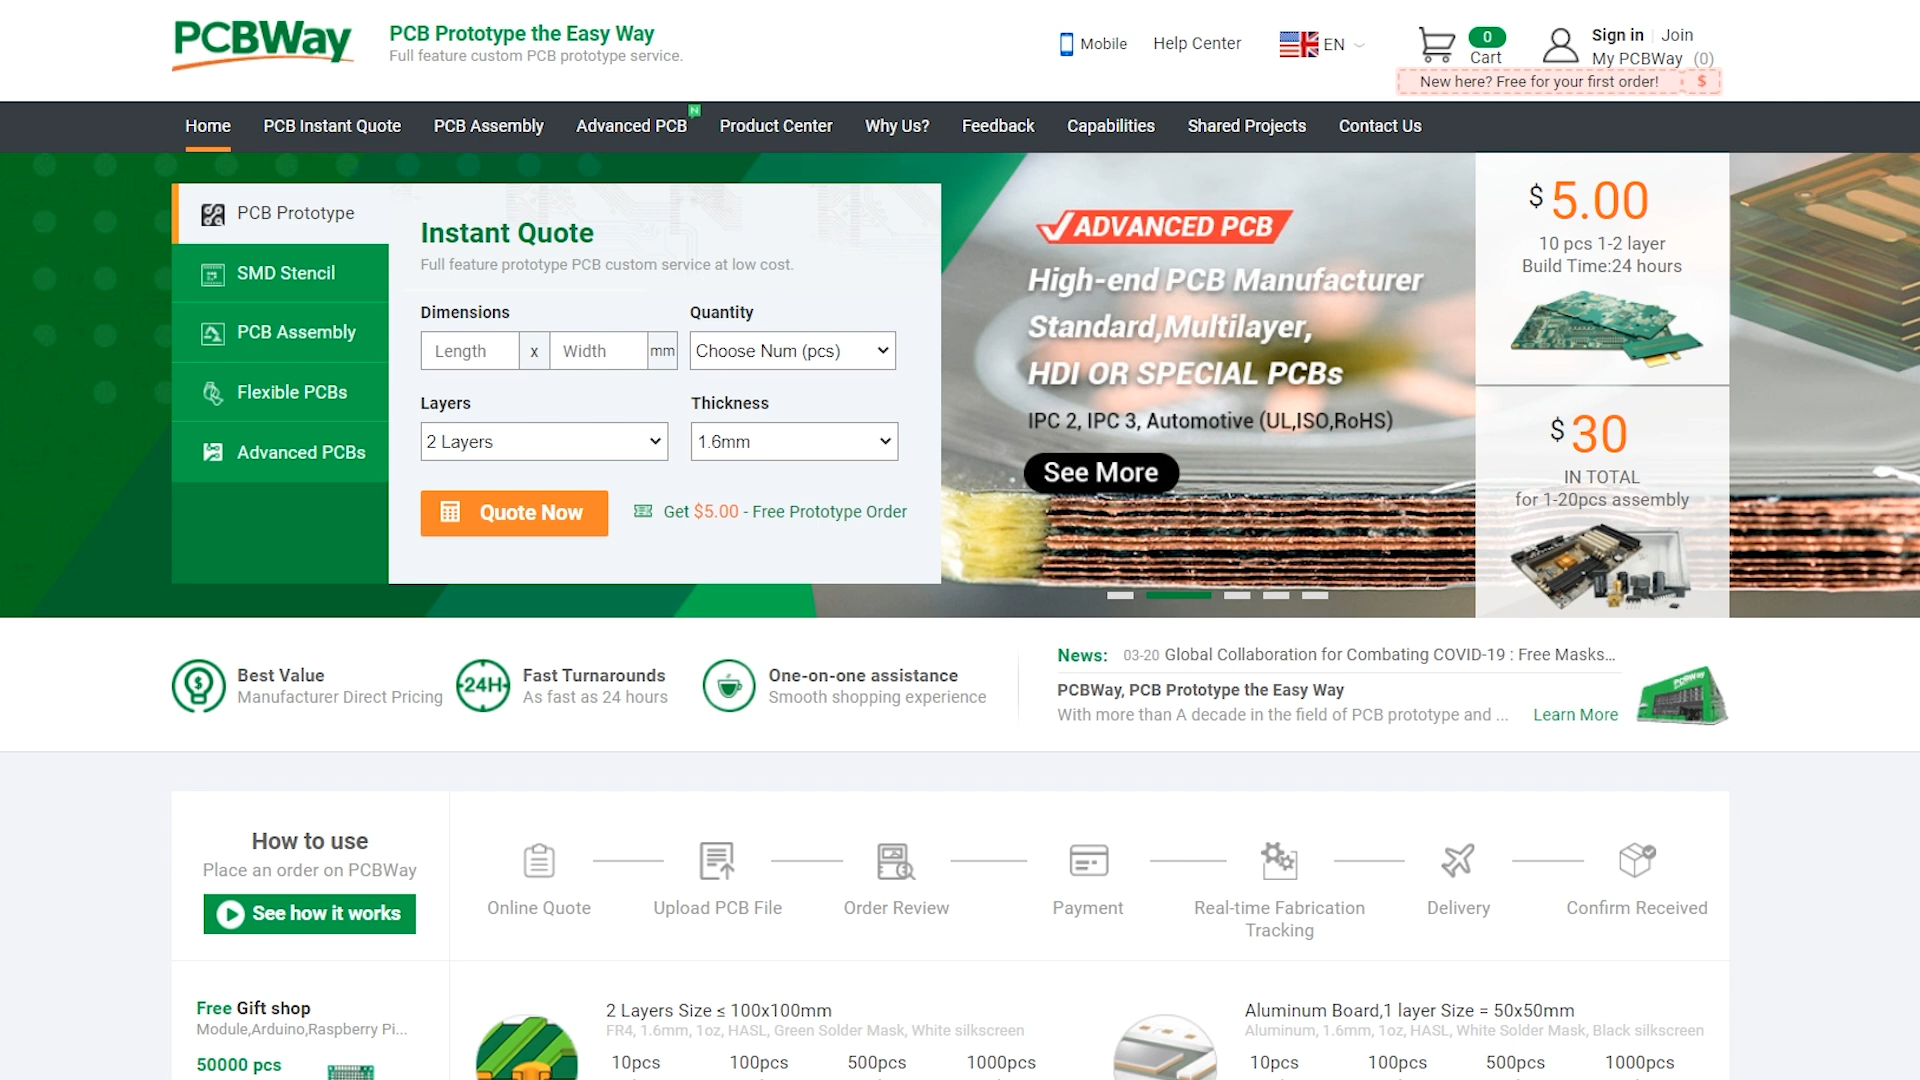 PCBWay
PCB Prototype the Easy Way
Full feature custom PCB prototype service.
Mobile
Help Center
EN
0
Cart
Sign in | Join
My PCBWay (0)
New here? Free for your first order! $
N
Home
PCB Instant Quote
PCB Assembly
Advanced PCB
Product Center
Why Us?
Feedback
Capabilities
Shared Projects
Contact Us
PCB Prototype
SMD Stencil
PCB Assembly
Flexible PCBs
Advanced PCBs
Instant Quote
Full feature prototype PCB custom service at low cost.
Dimensions
Quantity
Length x Width mm
Choose Num (pcs)
Layers
Thickness
2 Layers
1.6mm
Quote Now
Get $5.00 - Free Prototype Order
ADVANCED PCB
High-end PCB Manufacturer
Standard,Multilayer,
HDI OR SPECIAL PCBs
IPC 2, IPC 3, Automotive (UL,ISO,RoHS)
See More
$ 5.00
10 pcs 1-2 layer
Build Time:24 hours
$ 30
IN TOTAL
for 1-20pcs assembly
Best Value
Manufacturer Direct Pricing
24H
Fast Turnarounds
As fast as 24 hours
One-on-one assistance
Smooth shopping experience
News: 03-20 Global Collaboration for Combating COVID-19 : Free Masks...
PCBWay, PCB Prototype the Easy Way
With more than A decade in the field of PCB prototype and ... Learn More
PCBWay
How to use
Place an order on PCBWay
See how it works
Online Quote
Upload PCB File
Order Review
Payment
Real-time Fabrication
Tracking
Delivery
Confirm Received
Free Gift shop
Module,Arduino,Raspberry Pi...
50000 pcs
2 Layers Size ≤ 100x100mm
FR4, 1.6mm, 1oz, HASL, Green Solder Mask, White silkscreen
10pcs 100pcs 500pcs 1000pcs
Aluminum Board,1 layer Size = 50x50mm
Aluminum, 1.6mm, 1oz, HASL, White Solder Mask, Black silkscreen
10pcs 100pcs 500pcs 1000pcs